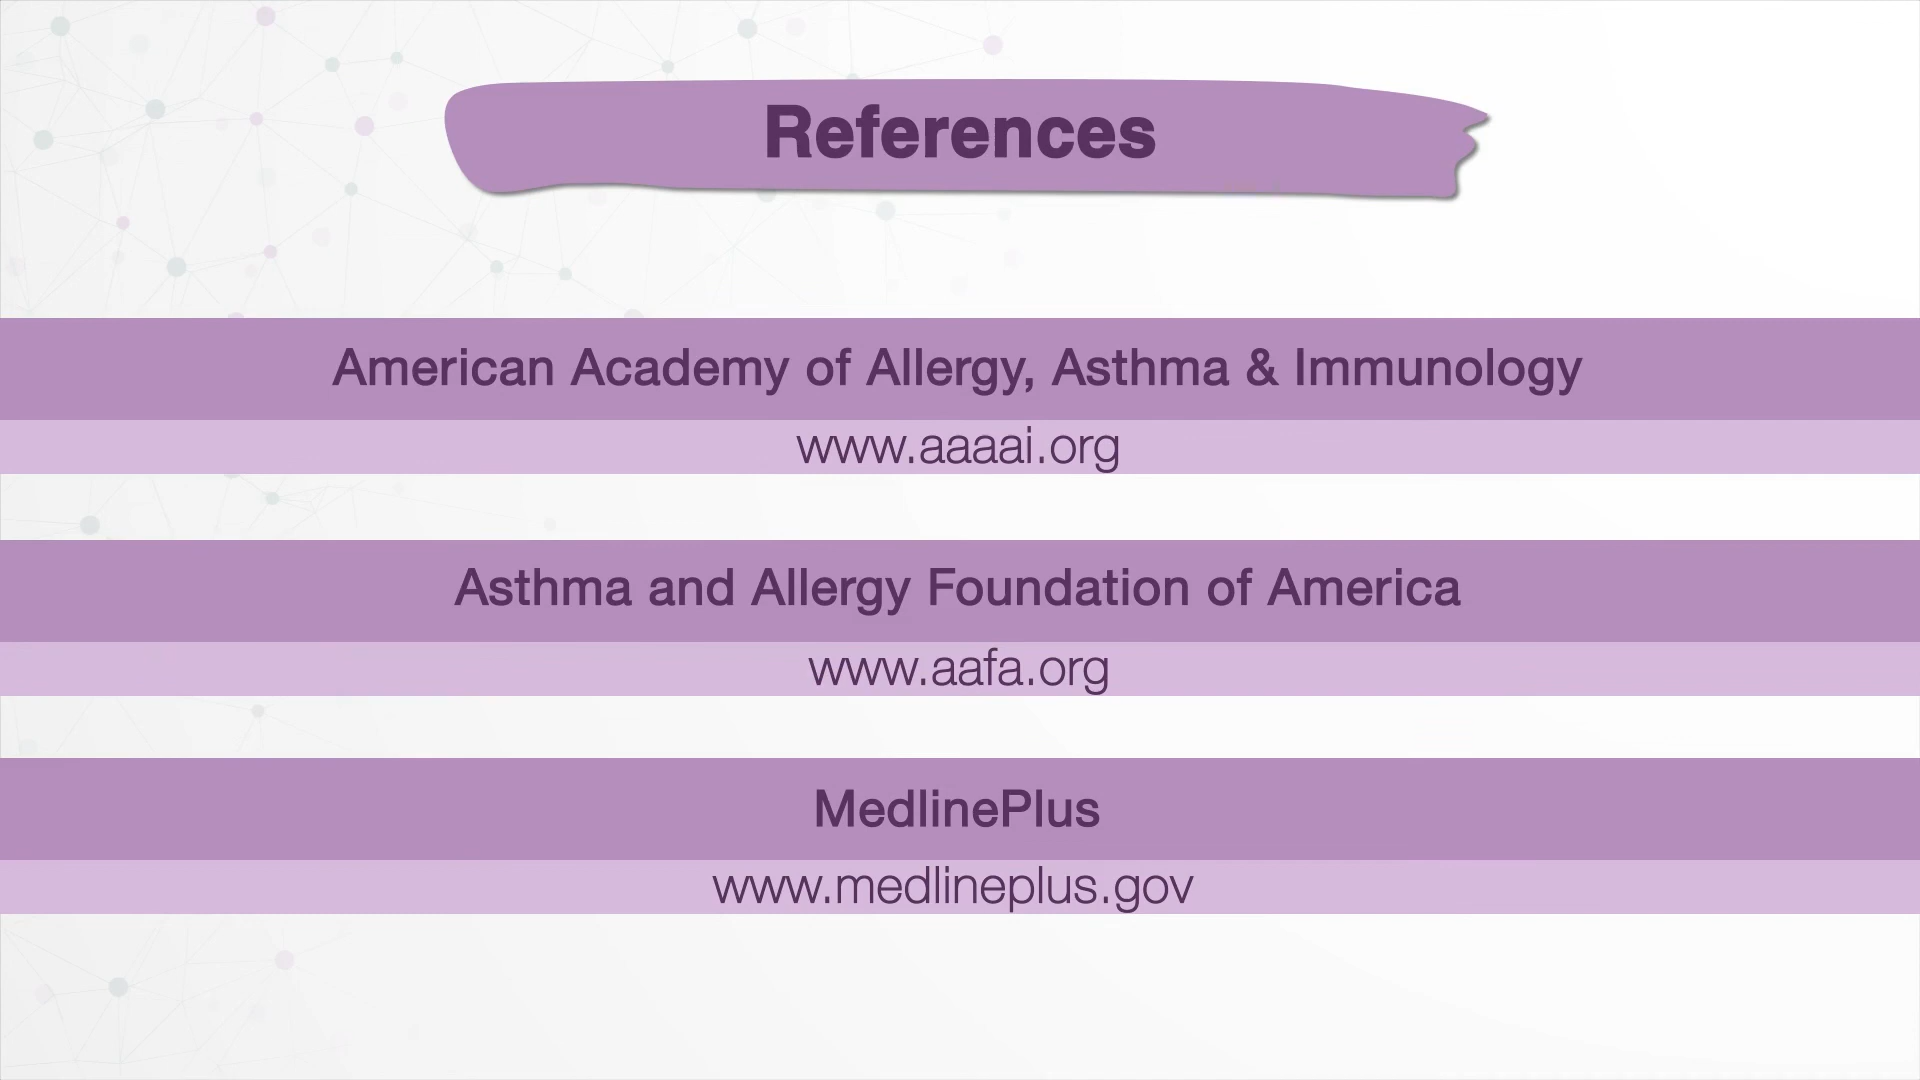 References
American Academy of Allergy, Asthma & Immunology
www.aaaai.org
Asthma and Allergy Foundation of America
www.aafa.org
MedlinePlus
www.medlineplus.gov